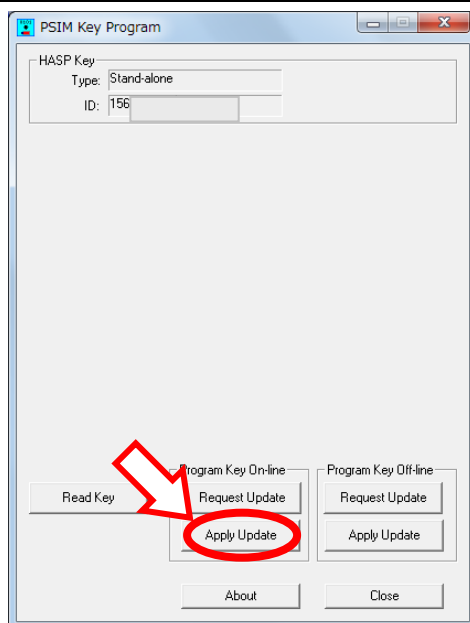 PSIM Key Program
HASP Key
Type: Stand-alone
ID: 156
Program Key On-line
Program Key Off-line
Read Key
Request Update
Request Update
Apply Update
Apply Update
About
Close